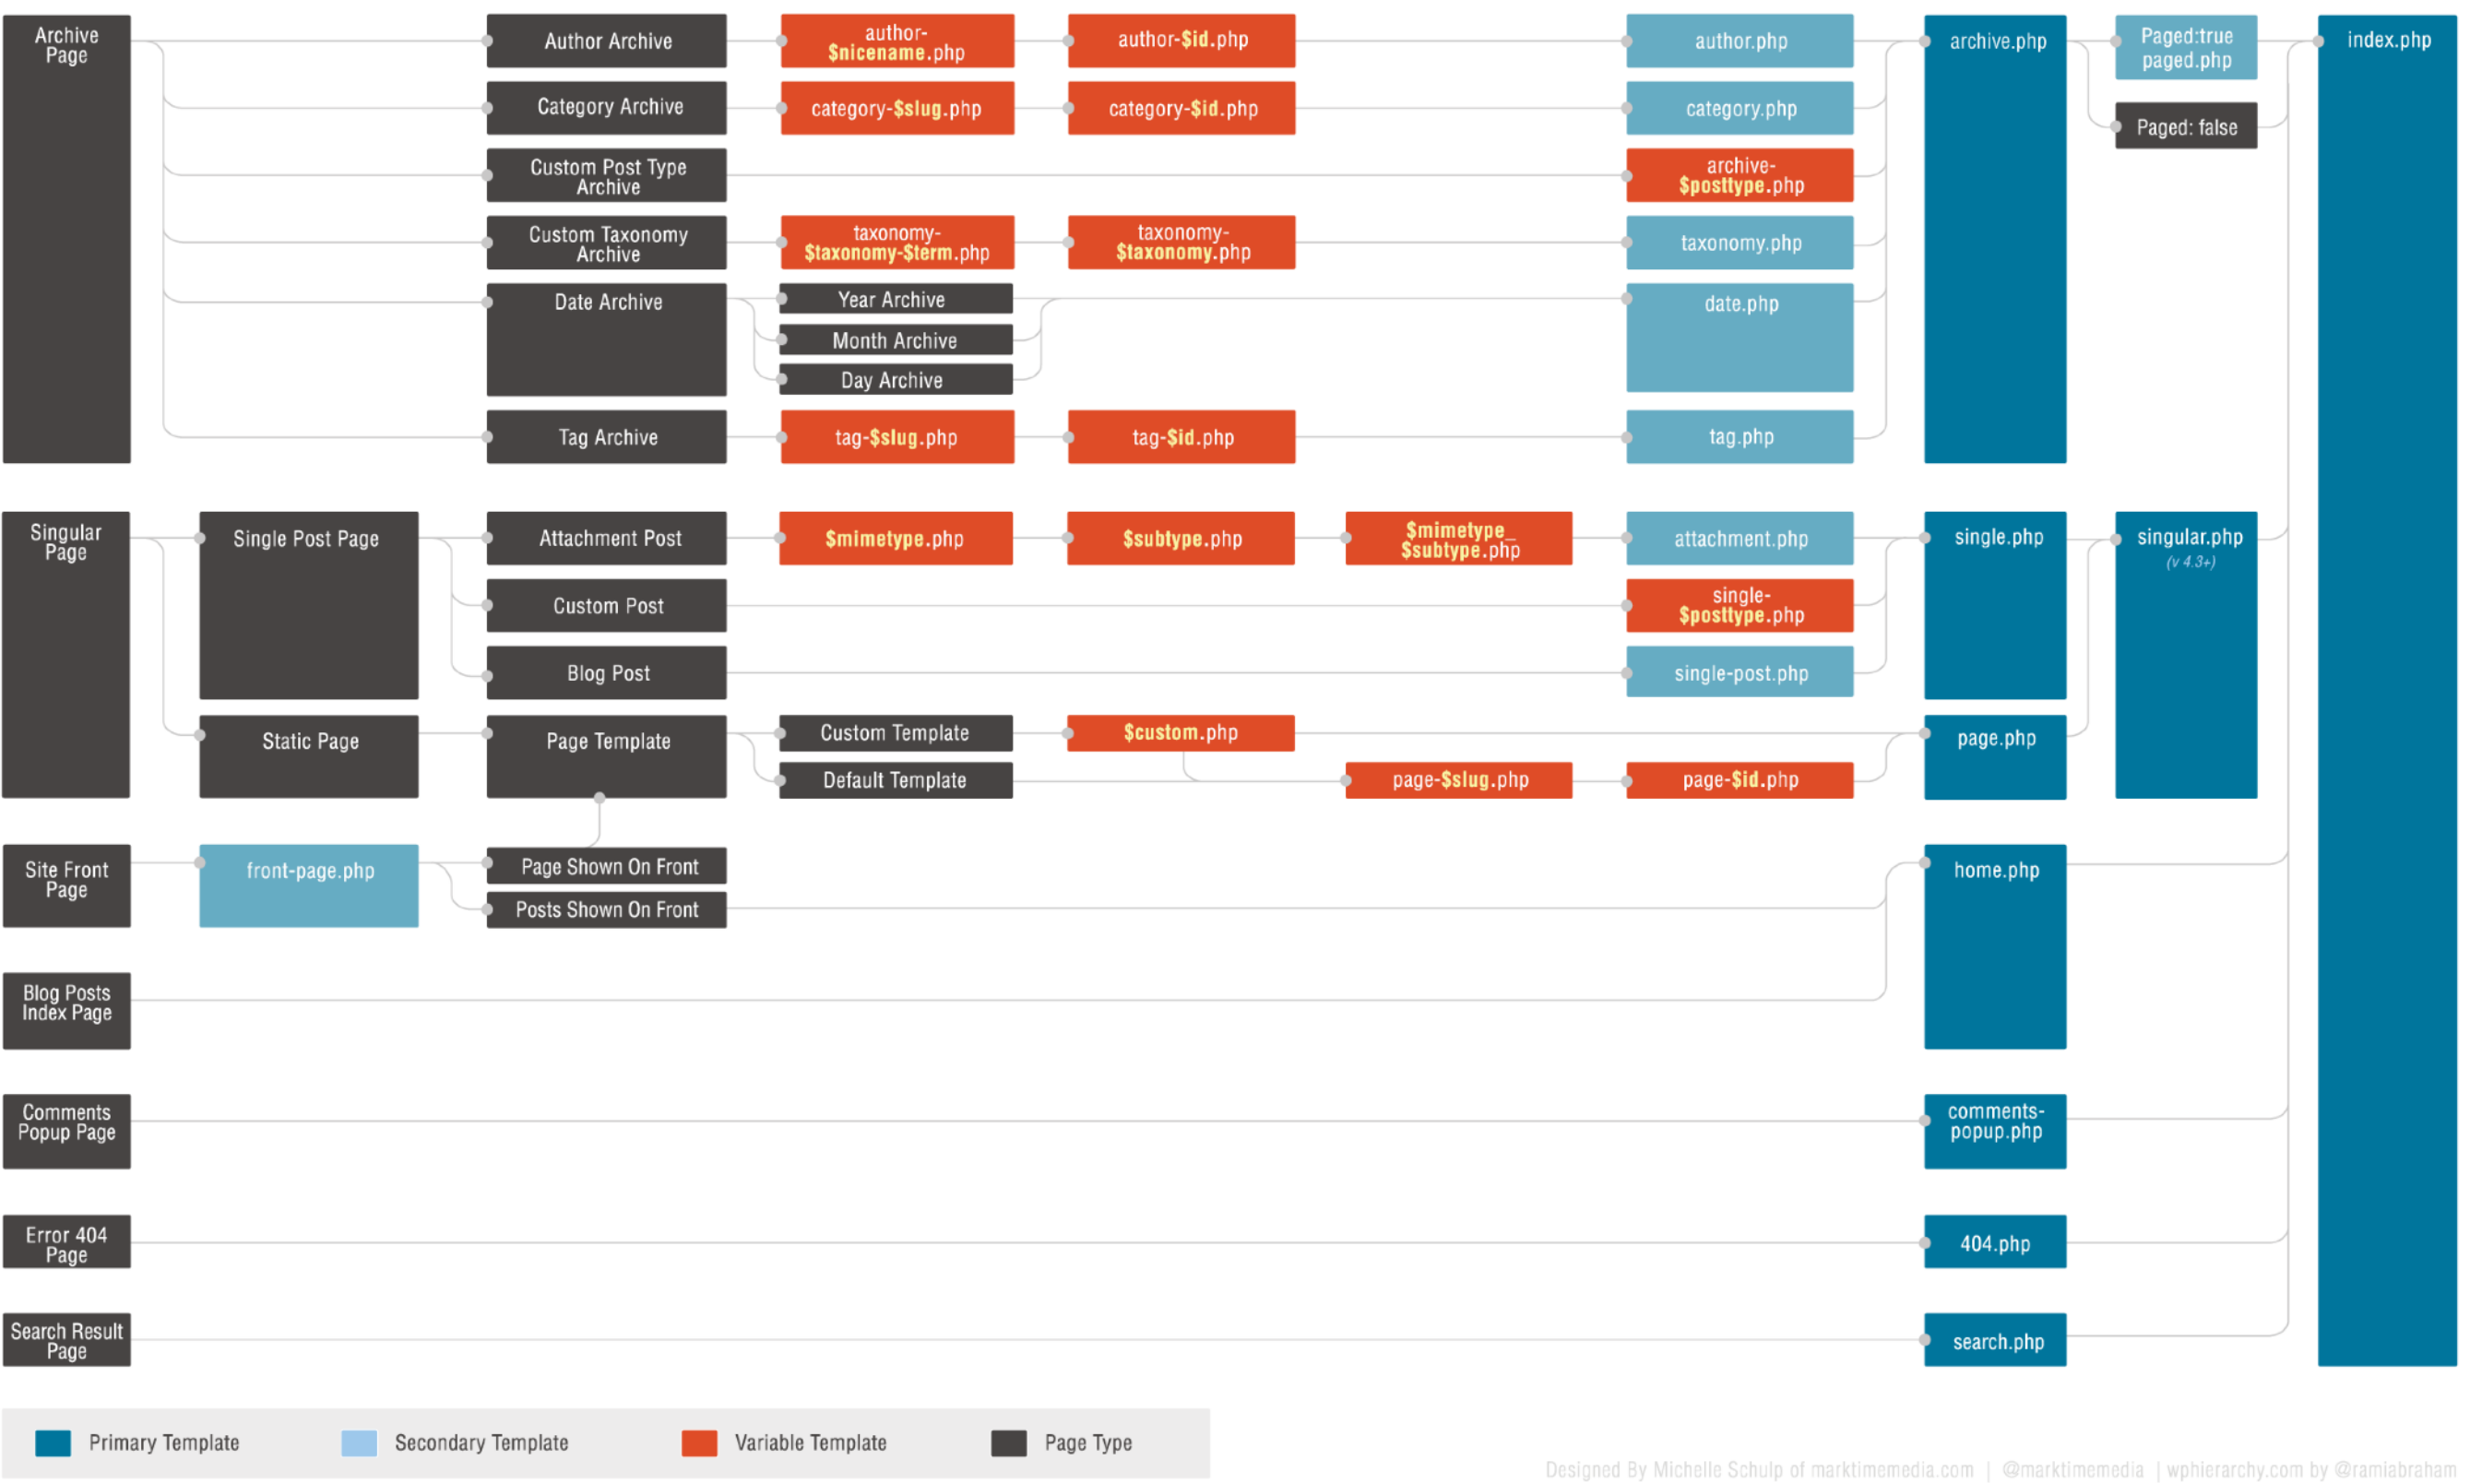 Archive
Page
Author Archive
author-
$nicename.php
author-$id.php
author.php
archive.php
Paged:true
paged.php
index.php
Category Archive
category-$slug.php
category-$id.php
category.php
Paged: false
Custom Post Type
Archive
archive-
$posttype.php
Custom Taxonomy
Archive
taxonomy-
$taxonomy-$term.php
taxonomy-
$taxonomy.php
taxonomy.php
Date Archive
Year Archive
date.php
Month Archive
Day Archive
Tag Archive
tag-$slug.php
tag-$id.php
tag.php
Singular
Page
Single Post Page
Attachment Post
$mimetype.php
$subtype.php
$mimetype_
$subtype.php
attachment.php
single.php
singular.php
(v 4.3+)
Custom Post
single-
$posttype.php
Blog Post
single-post.php
Static Page
Page Template
Custom Template
$custom.php
page.php
Default Template
page-$slug.php
page-$id.php
Site Front
Page
front-page.php
Page Shown On Front
home.php
Posts Shown On Front
Blog Posts
Index Page
Comments
Popup Page
comments-
popup.php
Error 404
Page
404.php
Search Result
Page
search.php
Primary Template
Secondary Template
Variable Template
Page Type
Designed By Michelle Schulp of marktimemedia.com | @marktimemedia | wphierarchy.com by @ramiabraham